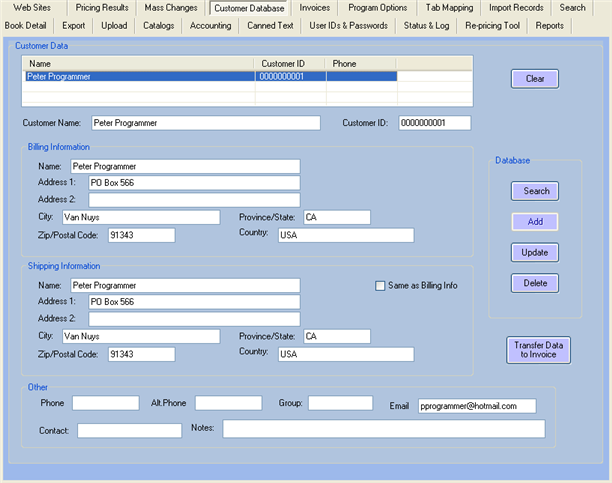 Web Sites Pricing Results Mass Changes Customer Database Invoices Program Options Tab Mapping Import Records Search
Book Detail Export Upload Catalogs Accounting Canned Text User IDs & Passwords Status & Log Re-pricing Tool Reports
Customer Data
Name Customer ID Phone
Peter Programmer 0000000001
Clear
Customer Name: Peter Programmer Customer ID: 0000000001
Billing Information
Name: Peter Programmer
Address 1: PO Box 566
Address 2:
City: Van Nuys Province/State: CA
Zip/Postal Code: 91343 Country: USA
Database
Search
Add
Update
Delete
Shipping Information
Name: Peter Programmer Same as Billing Info
Address 1: PO Box 566
Address 2:
City: Van Nuys Province/State: CA
Zip/Postal Code: 91343 Country: USA
Transfer Data
to Invoice
Other
Phone Alt.Phone Group: Email pprogrammer@hotmail.com
Contact: Notes: